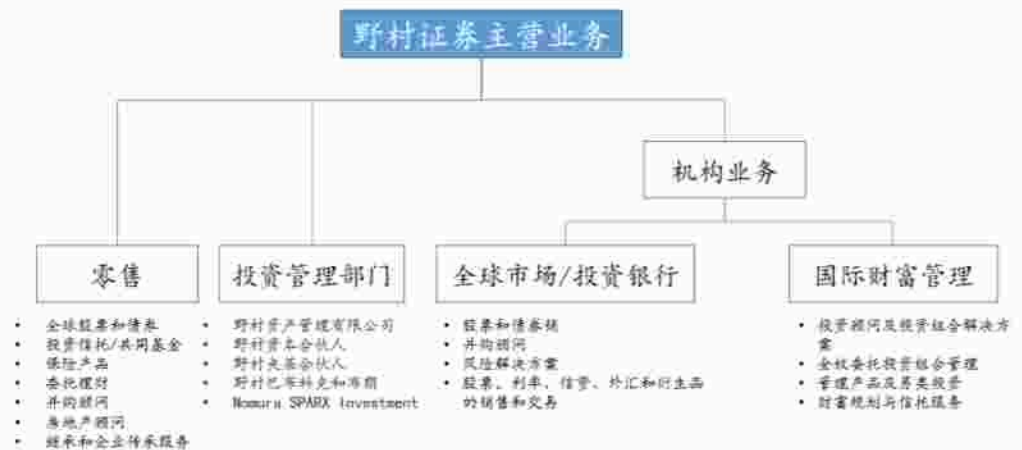 野村证券主营业务
机构业务
零售
投资管理部门
全球市场/投资银行
国际财富管理
• 全球股票和债券
• 投资信托/共同基金
• 保险产品
• 委托理财
• 并购顾问
• 房地产顾问
• 继承和企业传承服务
• 野村资产管理有限公司
• 野村资本合伙人
• 野村夹层合伙人
• 野村巴布科克和布朗
• Nomura SPARX Investment
• 股票和债券销
• 并购顾问
• 风险解决方案
• 股票、利率、信贷、外汇和衍生品
的销售和交易
• 投资顾问及投资组合解决方
案
• 全权委托投资组合管理
• 管理产品及另类投资
• 财富规划与信托服务